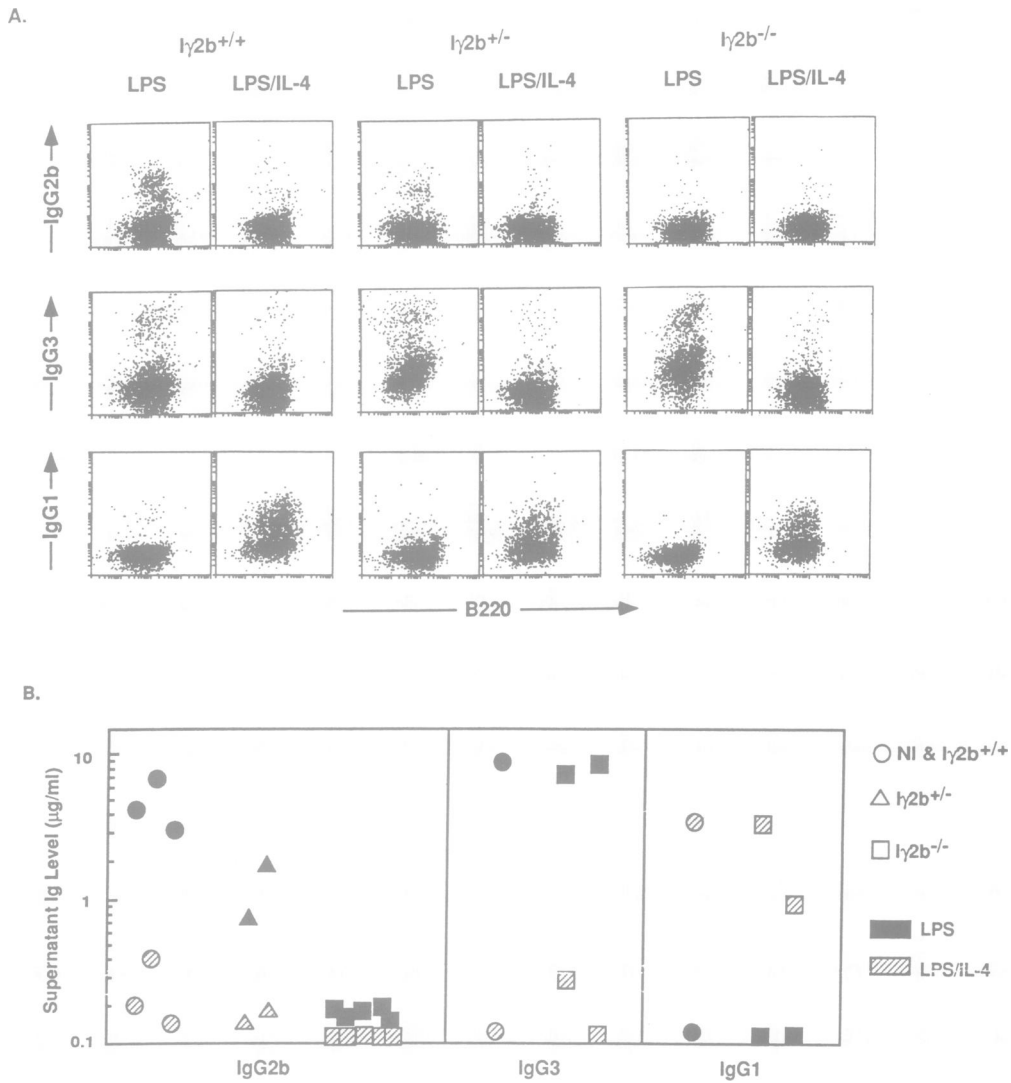 A.
Iγ2b+/+ Iγ2b+/- Iγ2b-/-
LPS LPS/IL-4 LPS LPS/IL-4 LPS LPS/IL-4
IgG2b
IgG3
IgG1
B220
B.
Supernatant Ig Level (μg/ml)
10
1
0.1
IgG2b IgG3 IgG1
NI & Iγ2b+/+
Iγ2b+/-
Iγ2b-/-
LPS
LPS/IL-4